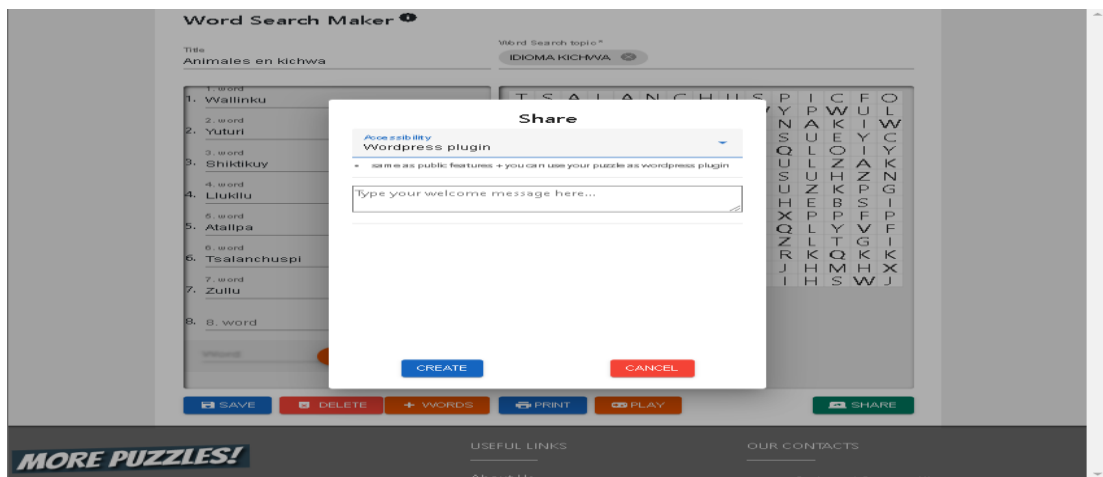 Word Search Maker
Title
Animales en kichwa
Word Search topic*
IDIOMA KICHWA
1. word
1. Wallinku
2. word
2. Yuturi
3. word
3. Shiktikuy
4. word
4. Llukllu
5. word
5. Atallpa
6. word
6. Tsalanchuspi
7. word
7. Zullu
8. 8. word
Word
T S A L A N C H U S P I C F O
Y P W U L
N A K I W
S U E Y C
Q L O I Y
U L Z A K
S U H Z N
U Z K P G
H E B S I
X P P F P
Q L Y V F
Z L T G I
R K Q K K
J H M H X
I H S W J
Share
Accessibility
Wordpress plugin
same as public features + you can use your puzzle as wordpress plugin
Type your welcome message here...
CREATE
CANCEL
SAVE
DELETE
+ WORDS
PRINT
PLAY
SHARE
MORE PUZZLES!
USEFUL LINKS
OUR CONTACTS
About Us